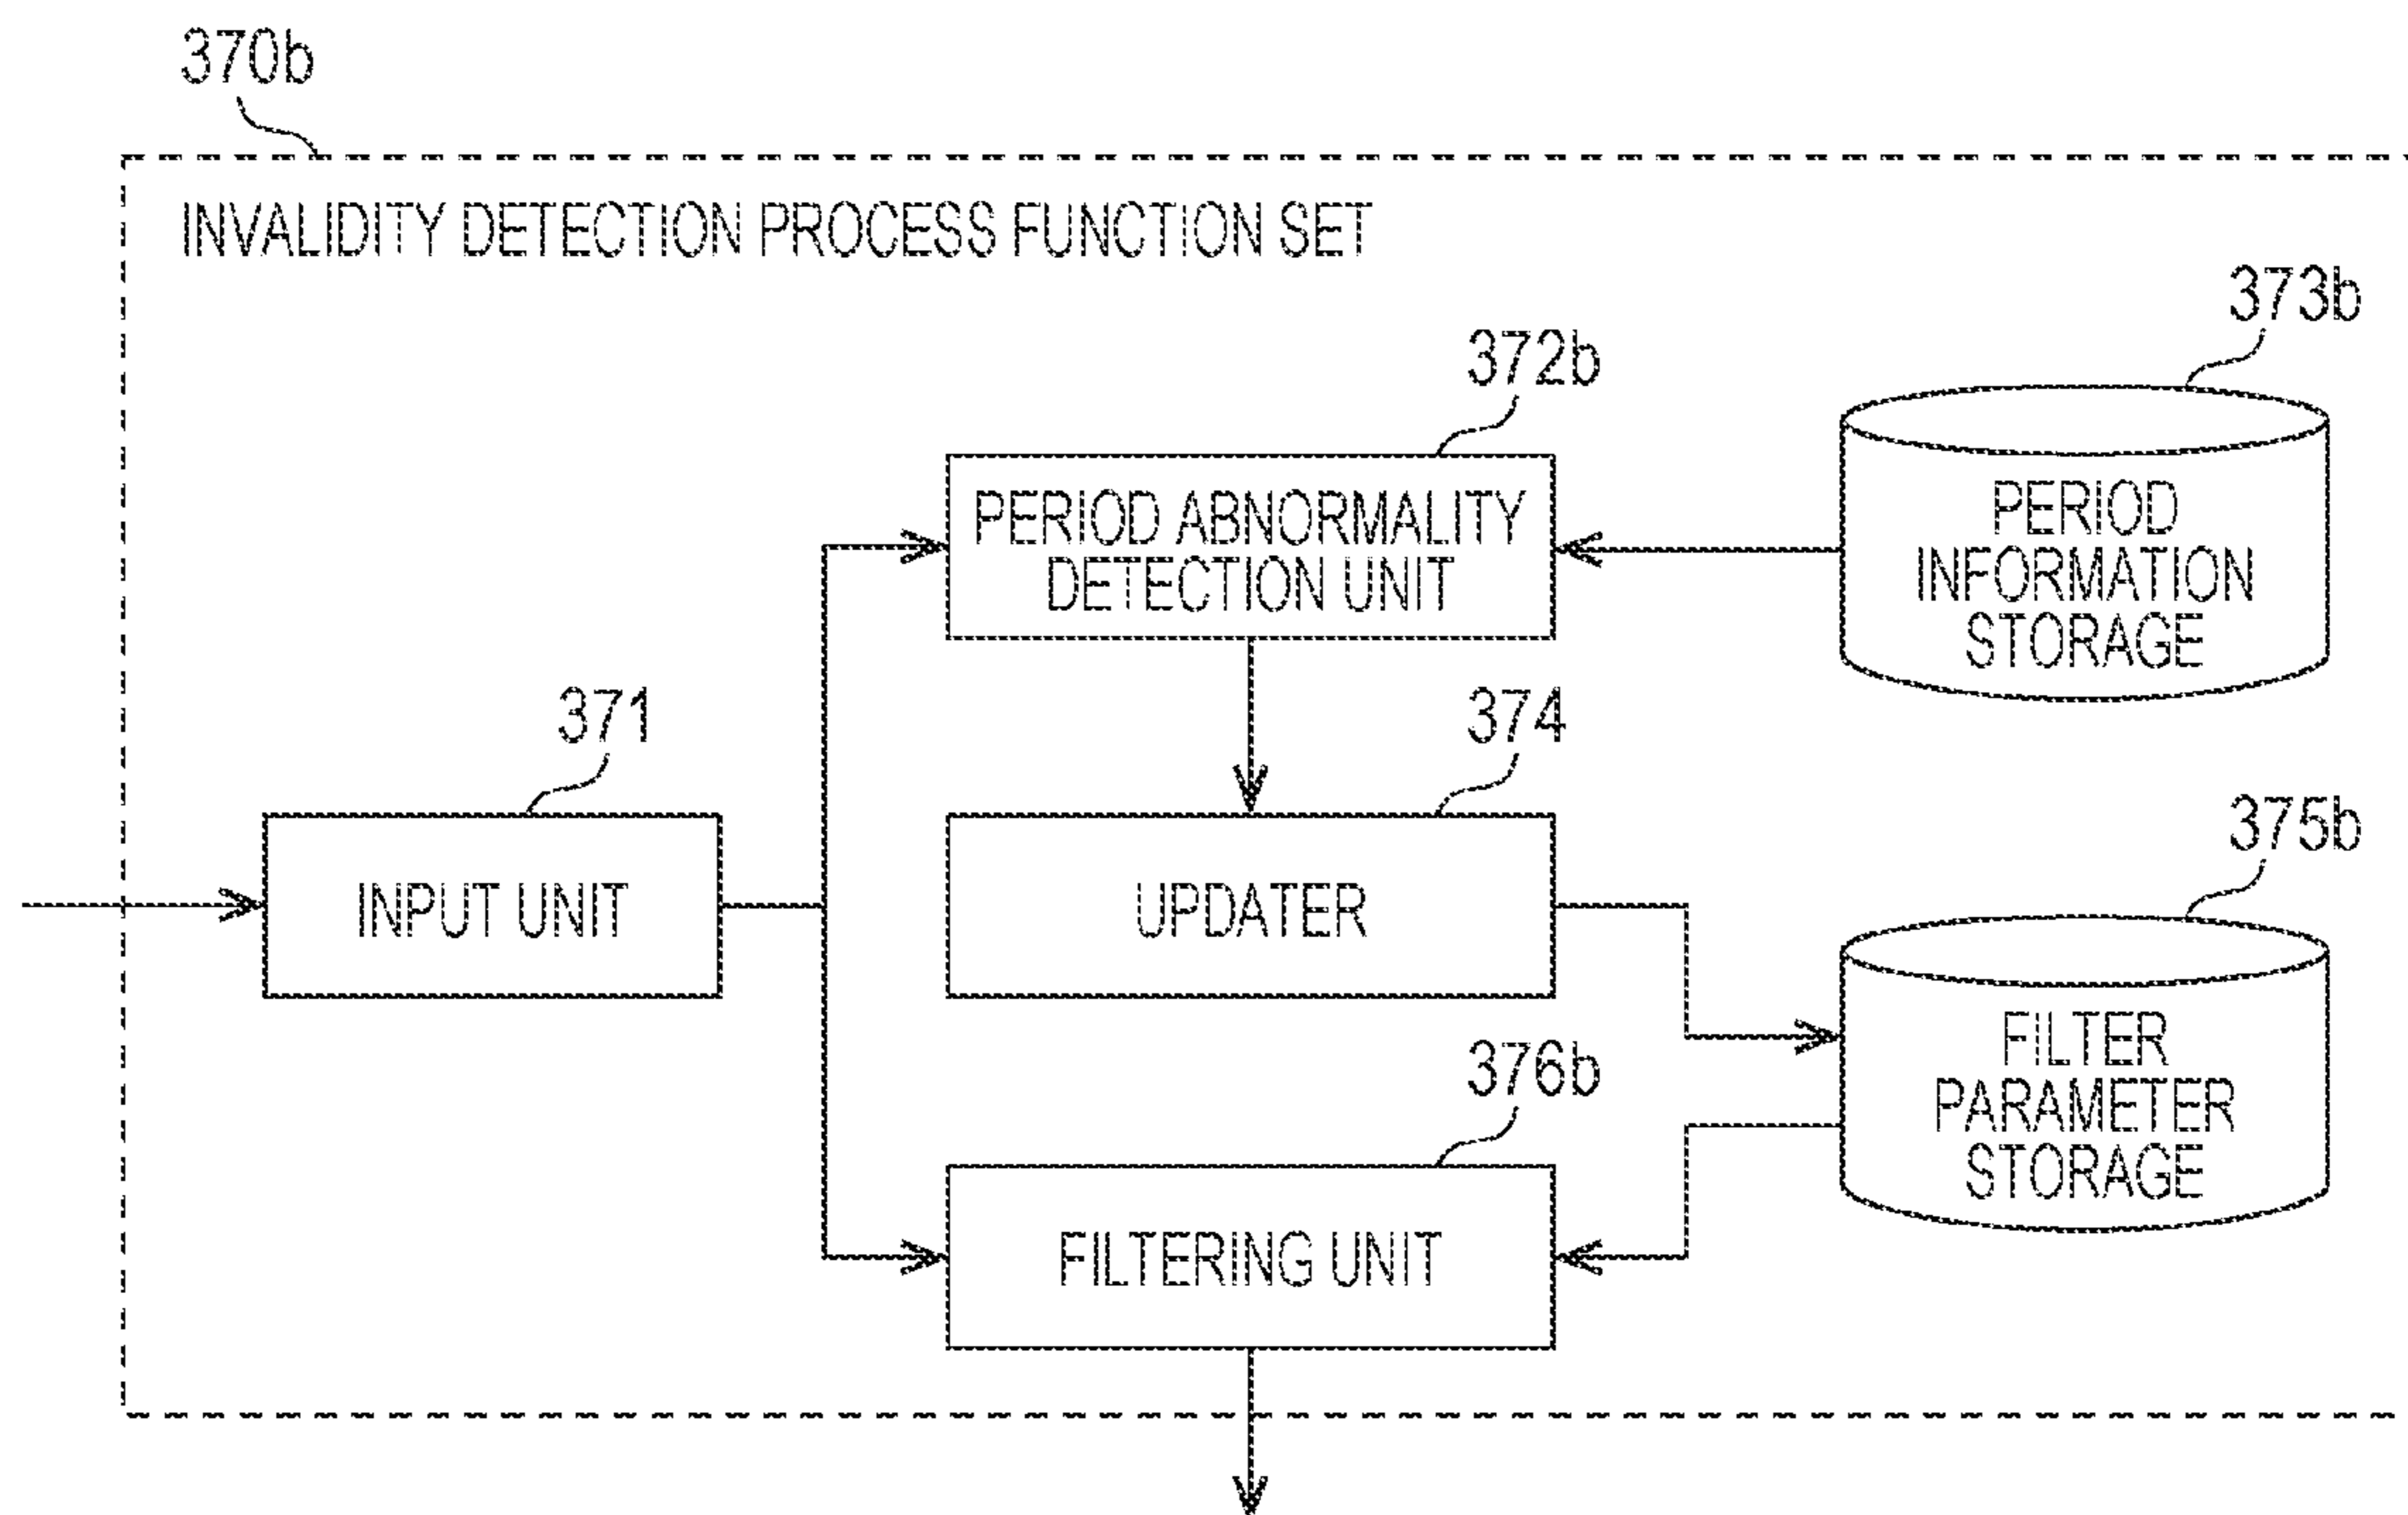 370b
INVALIDITY DETECTION PROCESS FUNCTION SET
373b
372b
PERIOD ABNORMALITY
DETECTION UNIT
PERIOD
INFORMATION
STORAGE
371
374
375b
INPUT UNIT
UPDATER
FILTER
PARAMETER
STORAGE
376b
FILTERING UNIT